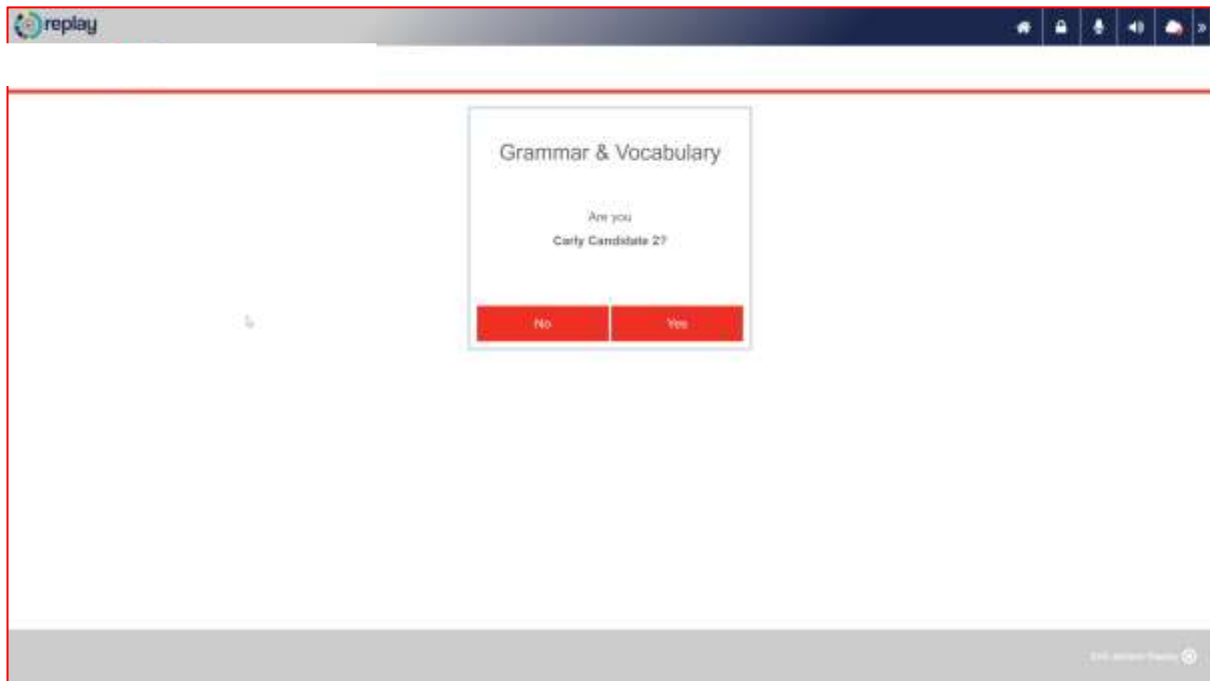 replay
Grammar & Vocabulary
Are you
Carly Candidate 2?
No
Yes